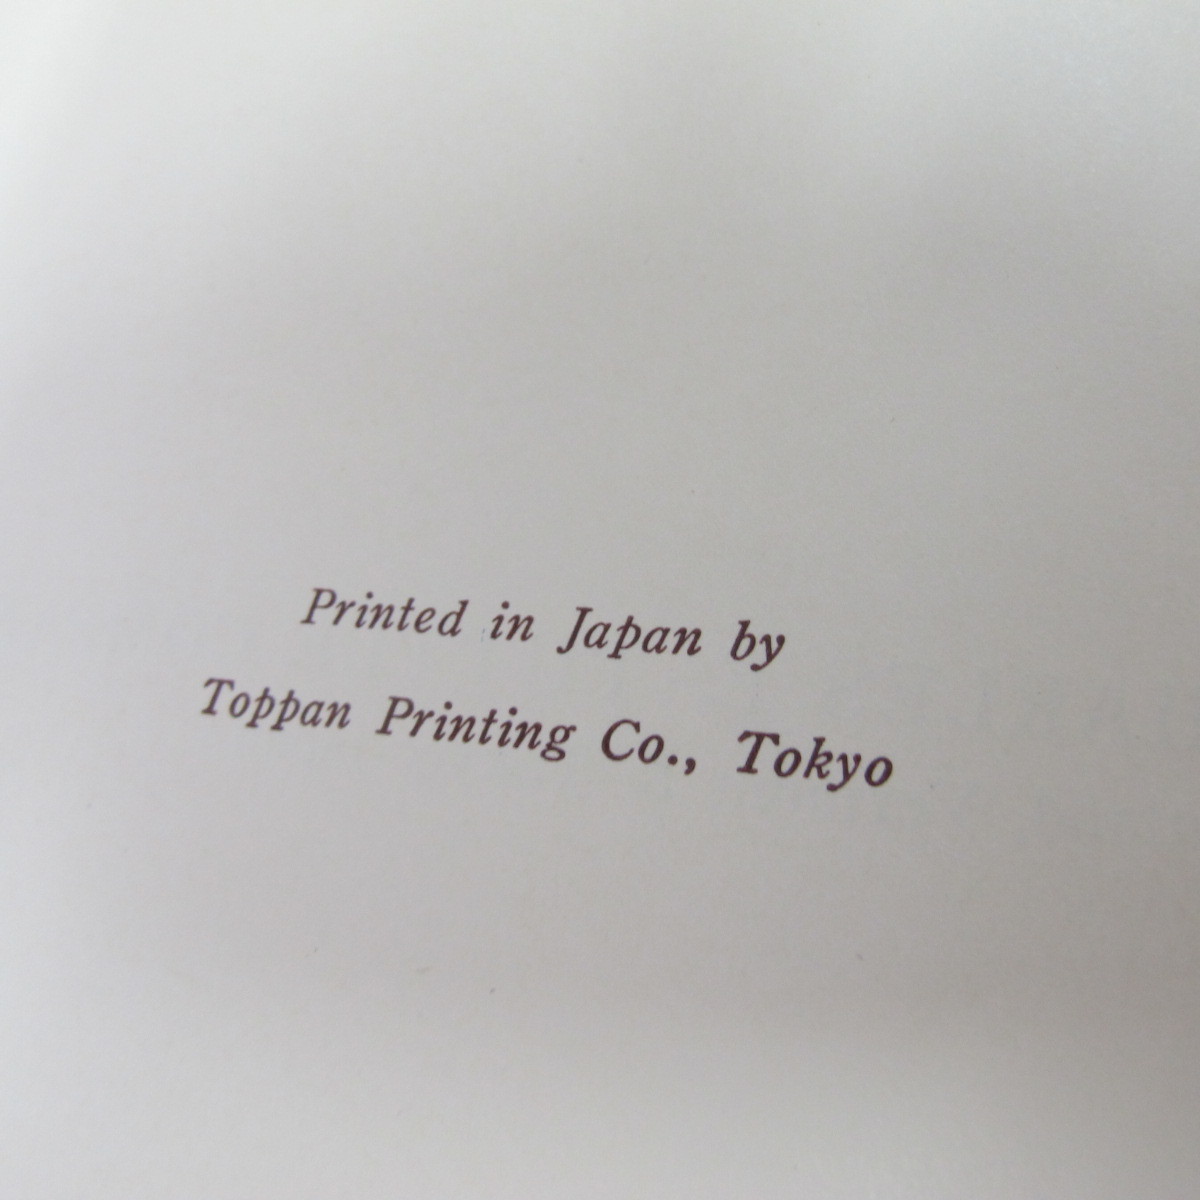 Printed in Japan by
Toppan Printing Co., Tokyo